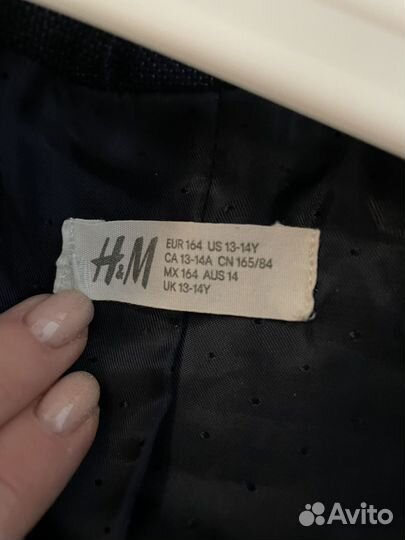 H&M
EUR 164 US 13-14Y
CA 13-14A CN 165/84
MX 164 AUS 14
UK 13-14Y
Avito